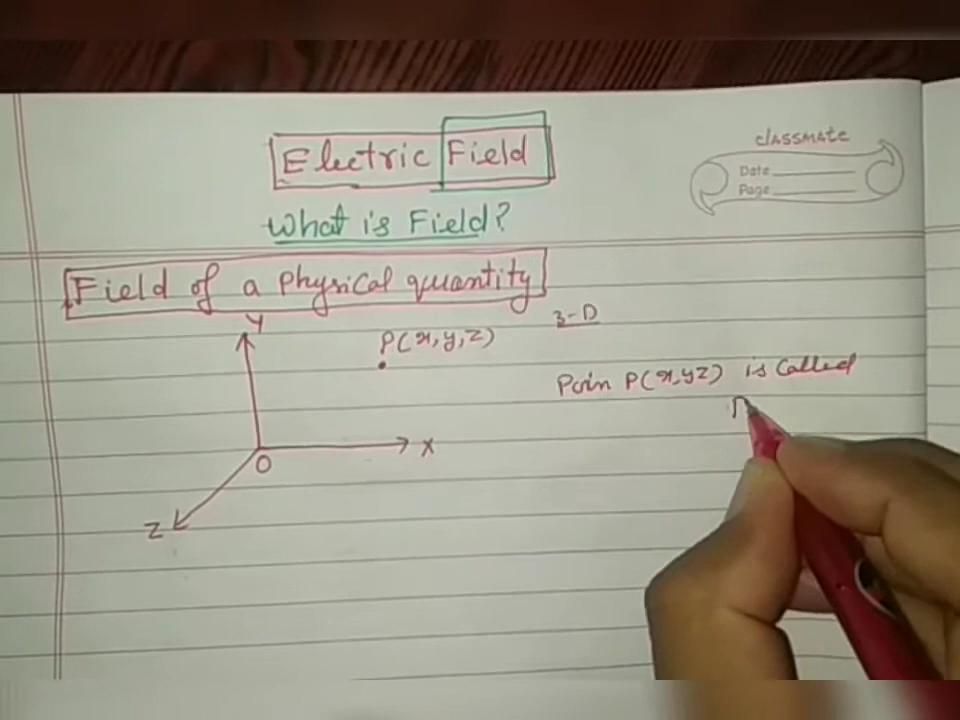 CLASSMATE
Date
Page
Electric Field
What is Field?
Field of a Physical quantity
Y
P(x,y,z)
3-D
Poin P(x,yz) is called
X
O
Z